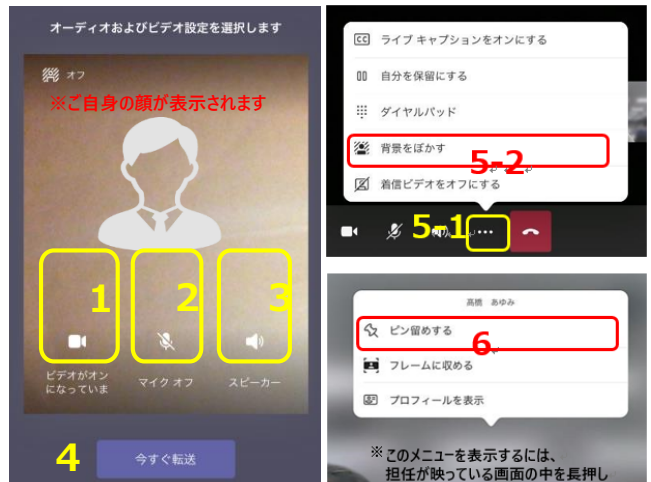 オーディオおよびビデオ設定を選択します
オフ
※ご自身の顔が表示されます
1
2
3
ビデオがオン
になっていま
マイク オフ
スピーカー
4
今すぐ転送
CC ライブ キャプションをオンにする
自分を保留にする
ダイヤルパッド
背景をぼかす
5-2
着信ビデオをオフにする
5-1
高橋 あゆみ
ピン留めする
6
フレームに収める
プロフィールを表示
※このメニューを表示するには、
担任が映っている画面の中を長押し